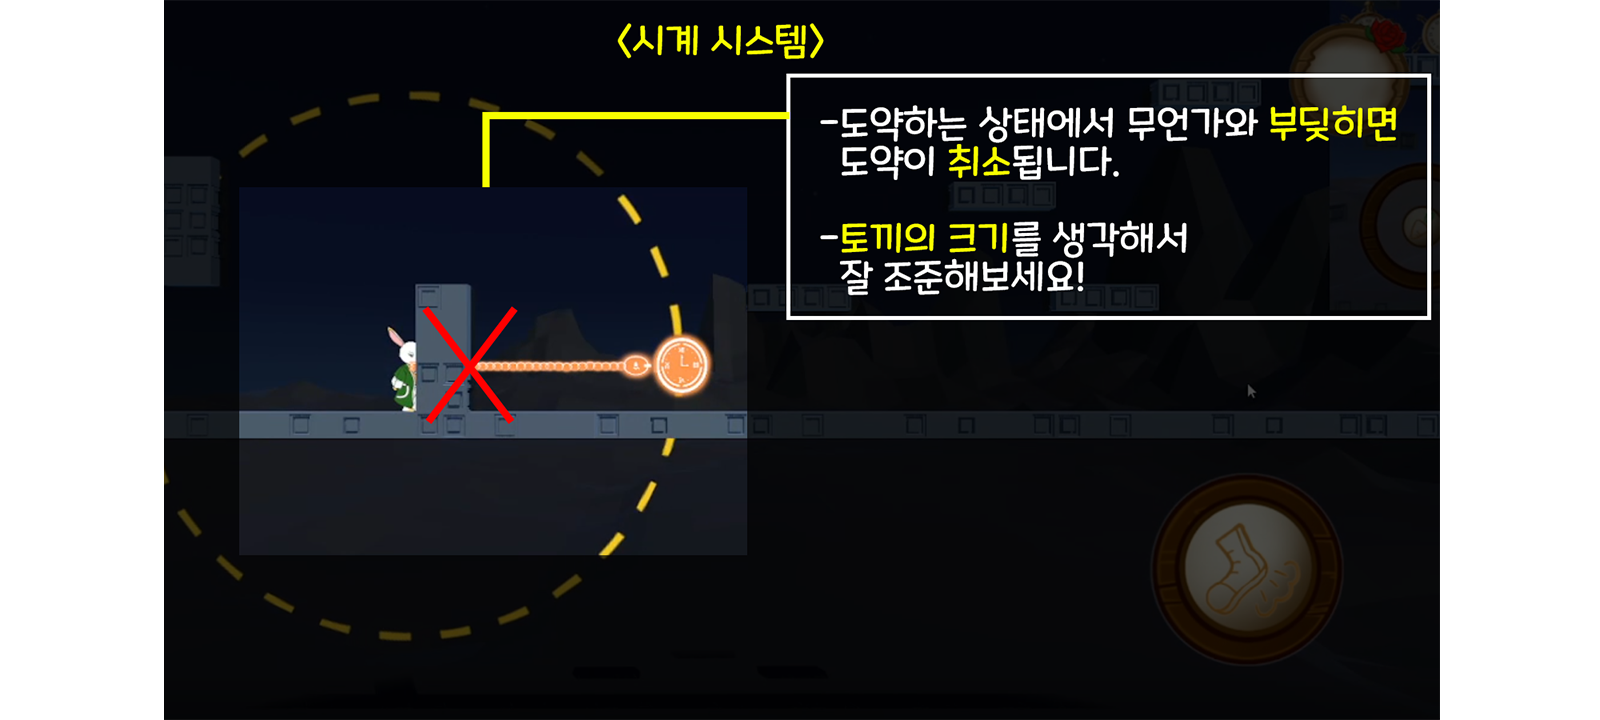 〈시계 시스템〉
-도약하는 상태에서 무언가와 부딪히면
도약이 취소됩니다.
-토끼의 크기를 생각해서
잘 조준해보세요!